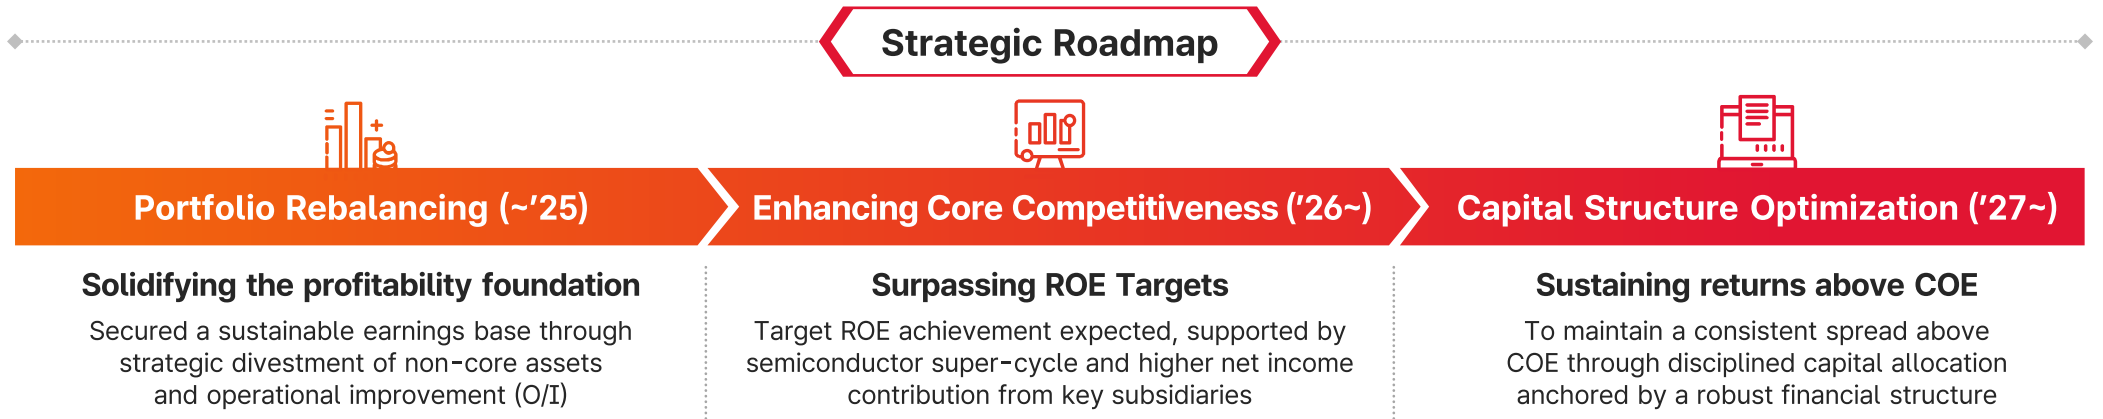 Strategic Roadmap
Portfolio Rebalancing (~'25)
Solidifying the profitability foundation
Secured a sustainable earnings base through
strategic divestment of non-core assets
and operational improvement (O/I)
Enhancing Core Competitiveness ('26~)
Surpassing ROE Targets
Target ROE achievement expected, supported by
semiconductor super-cycle and higher net income
contribution from key subsidiaries
Capital Structure Optimization ('27~)
Sustaining returns above COE
To maintain a consistent spread above
COE through disciplined capital allocation
anchored by a robust financial structure